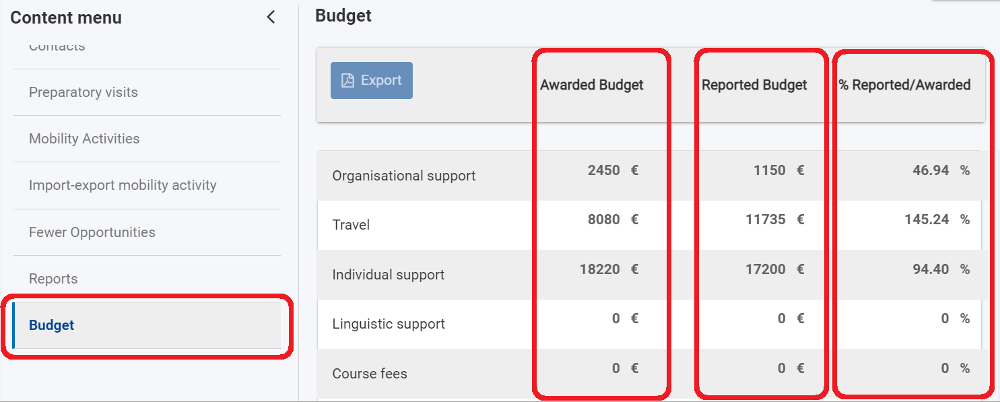 Content menu
Contacts
Preparatory visits
Mobility Activities
Import-export mobility activity
Fewer Opportunities
Reports
Budget
Budget
Export
Awarded Budget Reported Budget % Reported/Awarded
Organisational support 2450 € 1150 € 46.94 %
Travel 8080 € 11735 € 145.24 %
Individual support 18220 € 17200 € 94.40 %
Linguistic support 0 € 0 € 0 %
Course fees 0 € 0 € 0 %